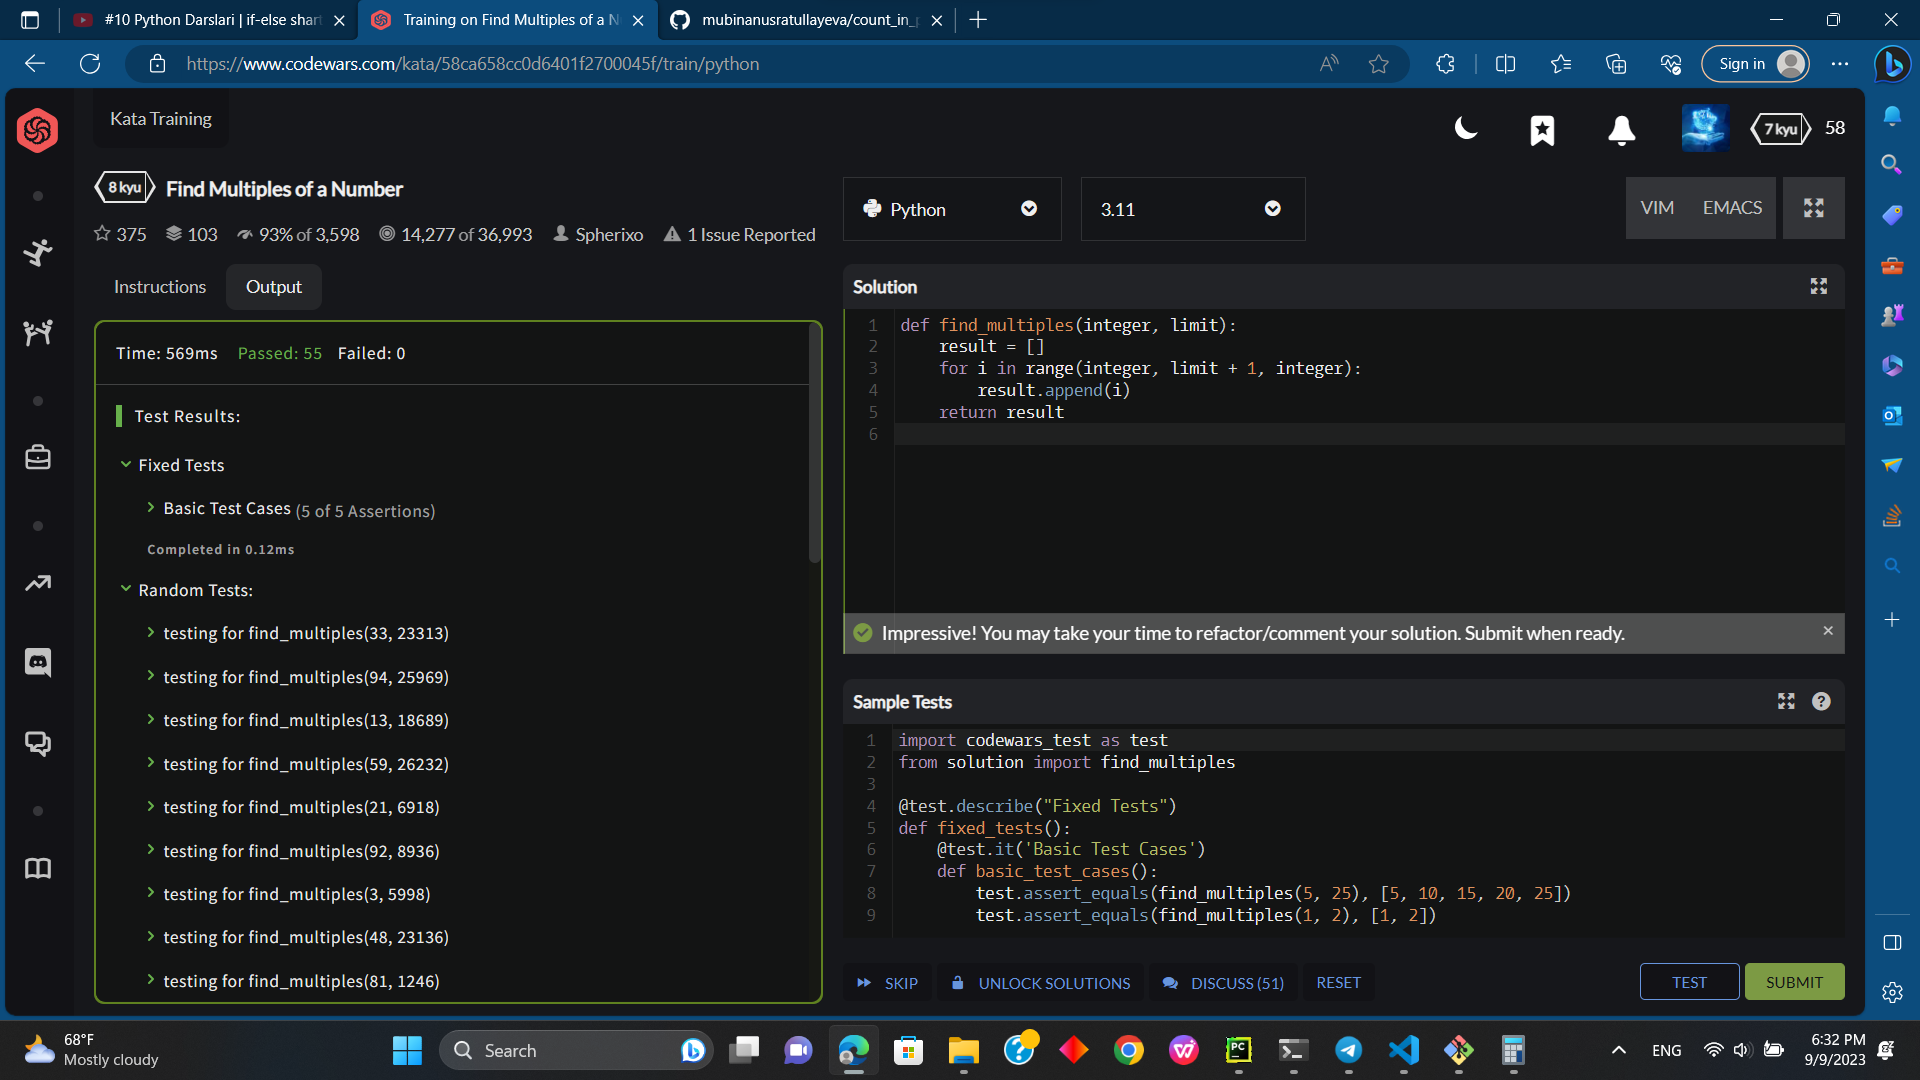 #10 Python Darslari | if-else shart
Training on Find Multiples of a N
mubinanusratullayeva/count_in_p
https://www.codewars.com/kata/58ca658cc0d6401f2700045f/train/python
Sign in
Kata Training
7 kyu
58
8 kyu
Find Multiples of a Number
375
103
93% of 3,598
14,277 of 36,993
Spherixo
1 Issue Reported
Python
3.11
VIM
EMACS
Instructions
Output
Time: 569ms Passed: 55 Failed: 0
Test Results:
Fixed Tests
Basic Test Cases (5 of 5 Assertions)
Completed in 0.12ms
Random Tests:
testing for find_multiples(33, 23313)
testing for find_multiples(94, 25969)
testing for find_multiples(13, 18689)
testing for find_multiples(59, 26232)
testing for find_multiples(21, 6918)
testing for find_multiples(92, 8936)
testing for find_multiples(3, 5998)
testing for find_multiples(48, 23136)
testing for find_multiples(81, 1246)
Solution
1 def find_multiples(integer, limit):
2 result = []
3 for i in range(integer, limit + 1, integer):
4 result.append(i)
5 return result
6
Impressive! You may take your time to refactor/comment your solution. Submit when ready.
Sample Tests
1 import codewars_test as test
2 from solution import find_multiples
3
4 @test.describe("Fixed Tests")
5 def fixed_tests():
6 @test.it('Basic Test Cases')
7 def basic_test_cases():
8 test.assert_equals(find_multiples(5, 25), [5, 10, 15, 20, 25])
9 test.assert_equals(find_multiples(1, 2), [1, 2])
SKIP
UNLOCK SOLUTIONS
DISCUSS (51)
RESET
TEST
SUBMIT
68°F
Mostly cloudy
Search
PC
ENG
6:32 PM
9/9/2023